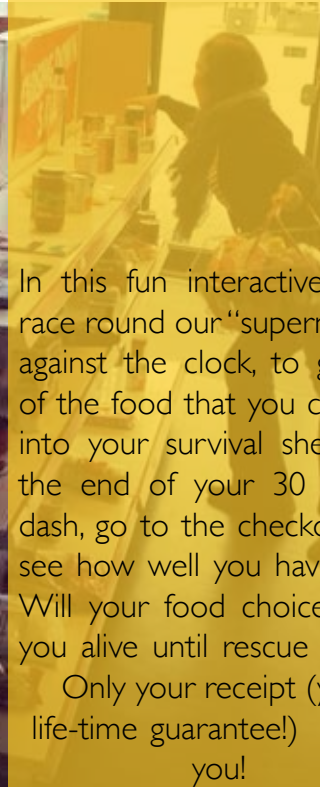 In this fun interactive
race round our “superm
against the clock, to g
of the food that you c
into your survival she
the end of your 30
dash, go to the checko
see how well you hav
Will your food choice
you alive until rescue
Only your receipt (y
life-time guarantee!)
you!